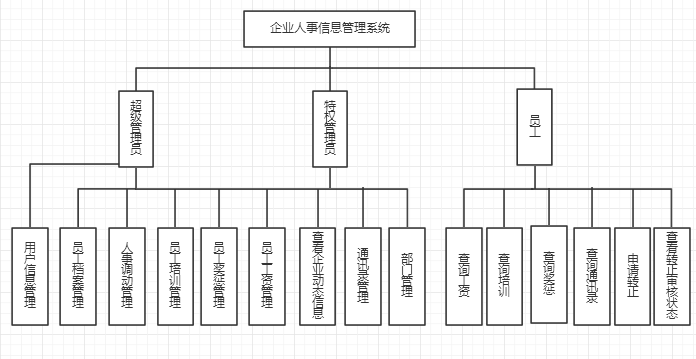 企业人事信息管理系统
超级管理员
特权管理员
员工
用户信息管理
员工档案管理
人事调动管理
员工培训管理
员工奖惩管理
员工工资管理
查看企业动态信息
通讯录管理
部门管理
查询工资
查询培训
查询奖惩
查询通讯录
申请转正
查看转正审核状态